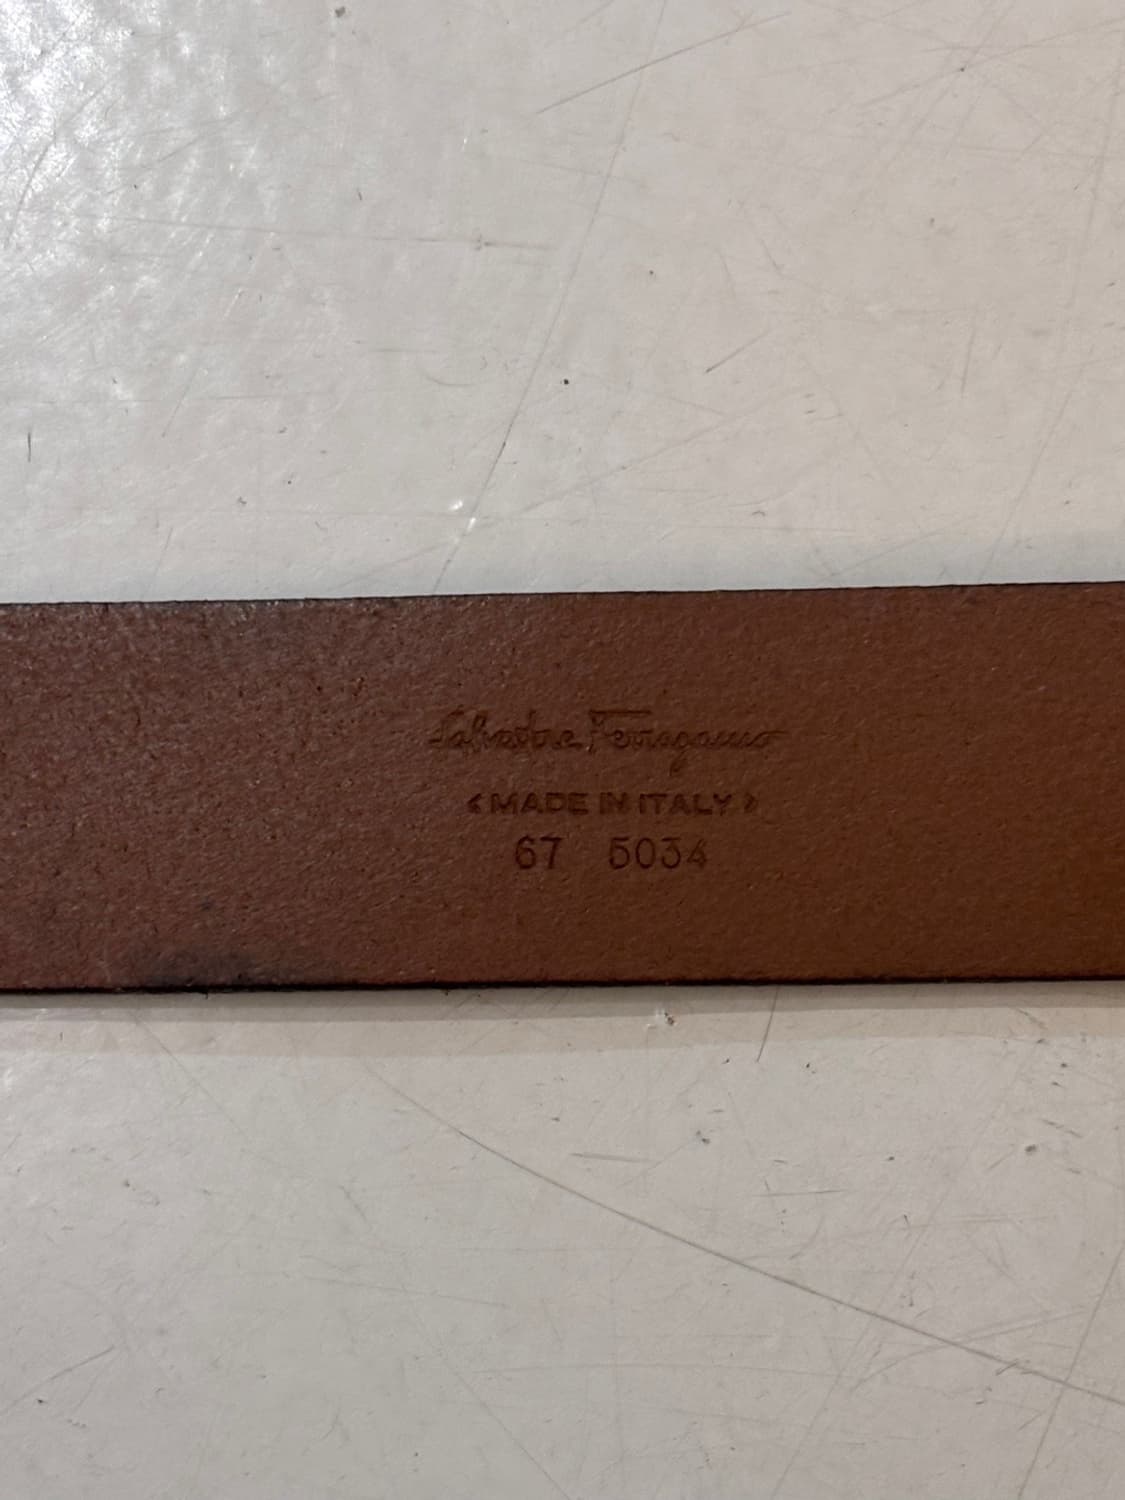 Salvatore Ferragamo
<MADE IN ITALY>
67 5034